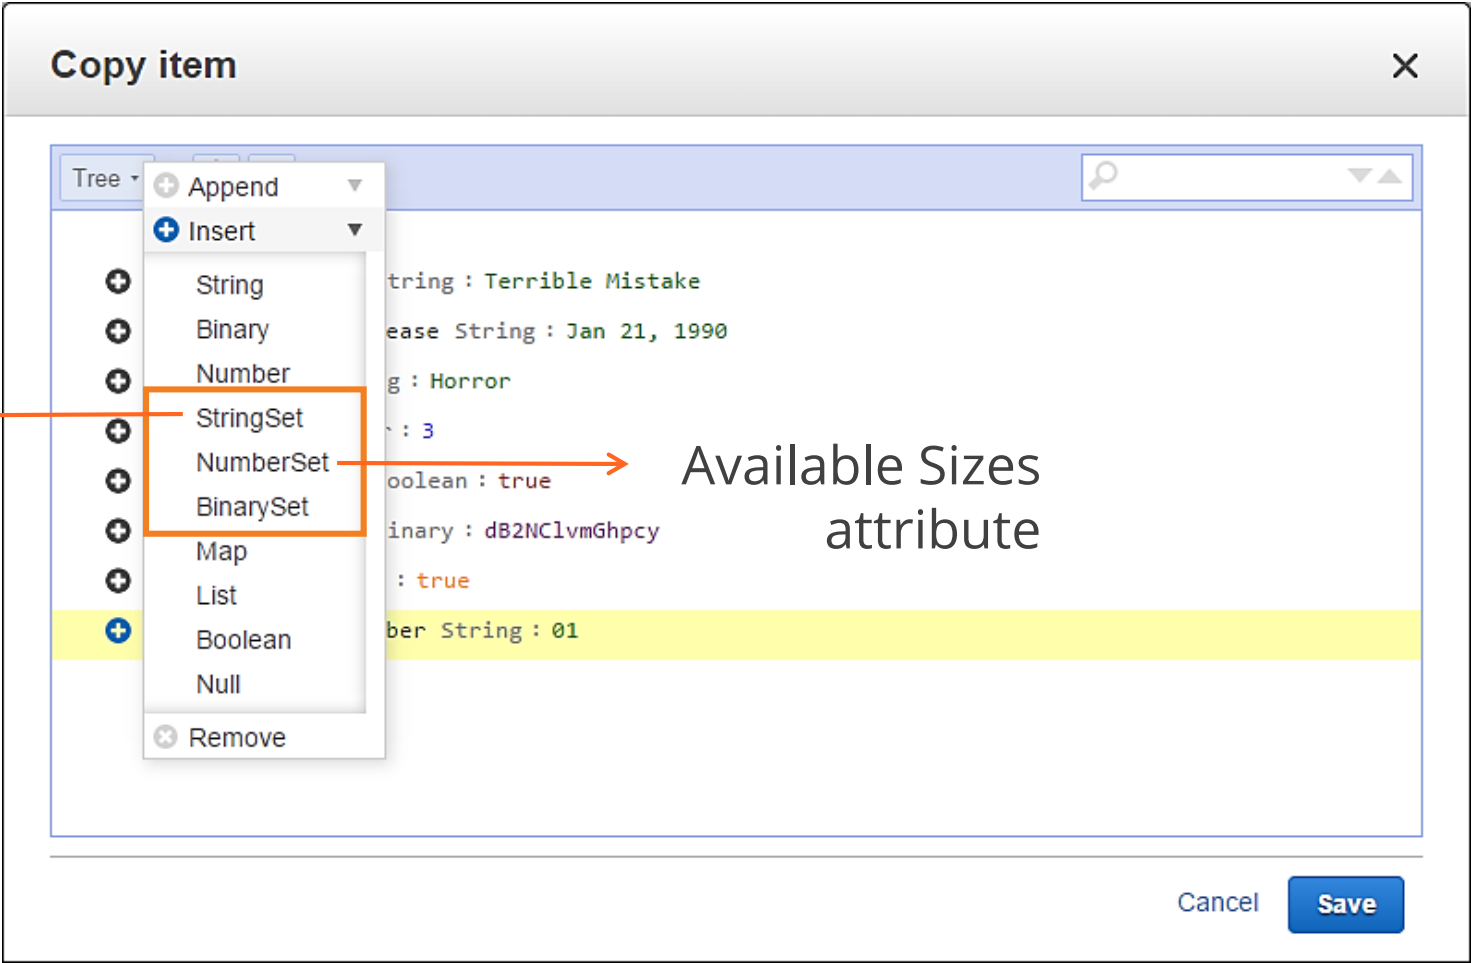 Copy item
Tree
Append
Insert
String
Binary
Number
StringSet
NumberSet
BinarySet
Map
List
Boolean
Null
Remove
tring : Terrible Mistake
ease String : Jan 21, 1990
g : Horror
: 3
oolean : true
inary : dB2NClvmGhpcy
: true
ber String : 01
Available Sizes
attribute
Cancel
Save